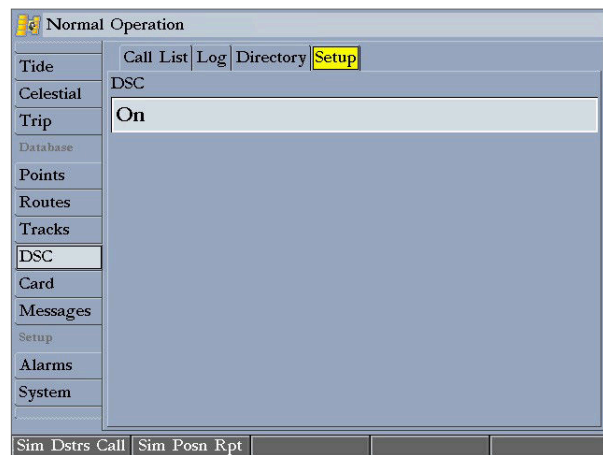 Normal Operation
Call List Log Directory Setup
DSC
On
Tide
Celestial
Trip
Database
Points
Routes
Tracks
DSC
Card
Messages
Setup
Alarms
System
Sim Dstrs Call Sim Posn Rpt